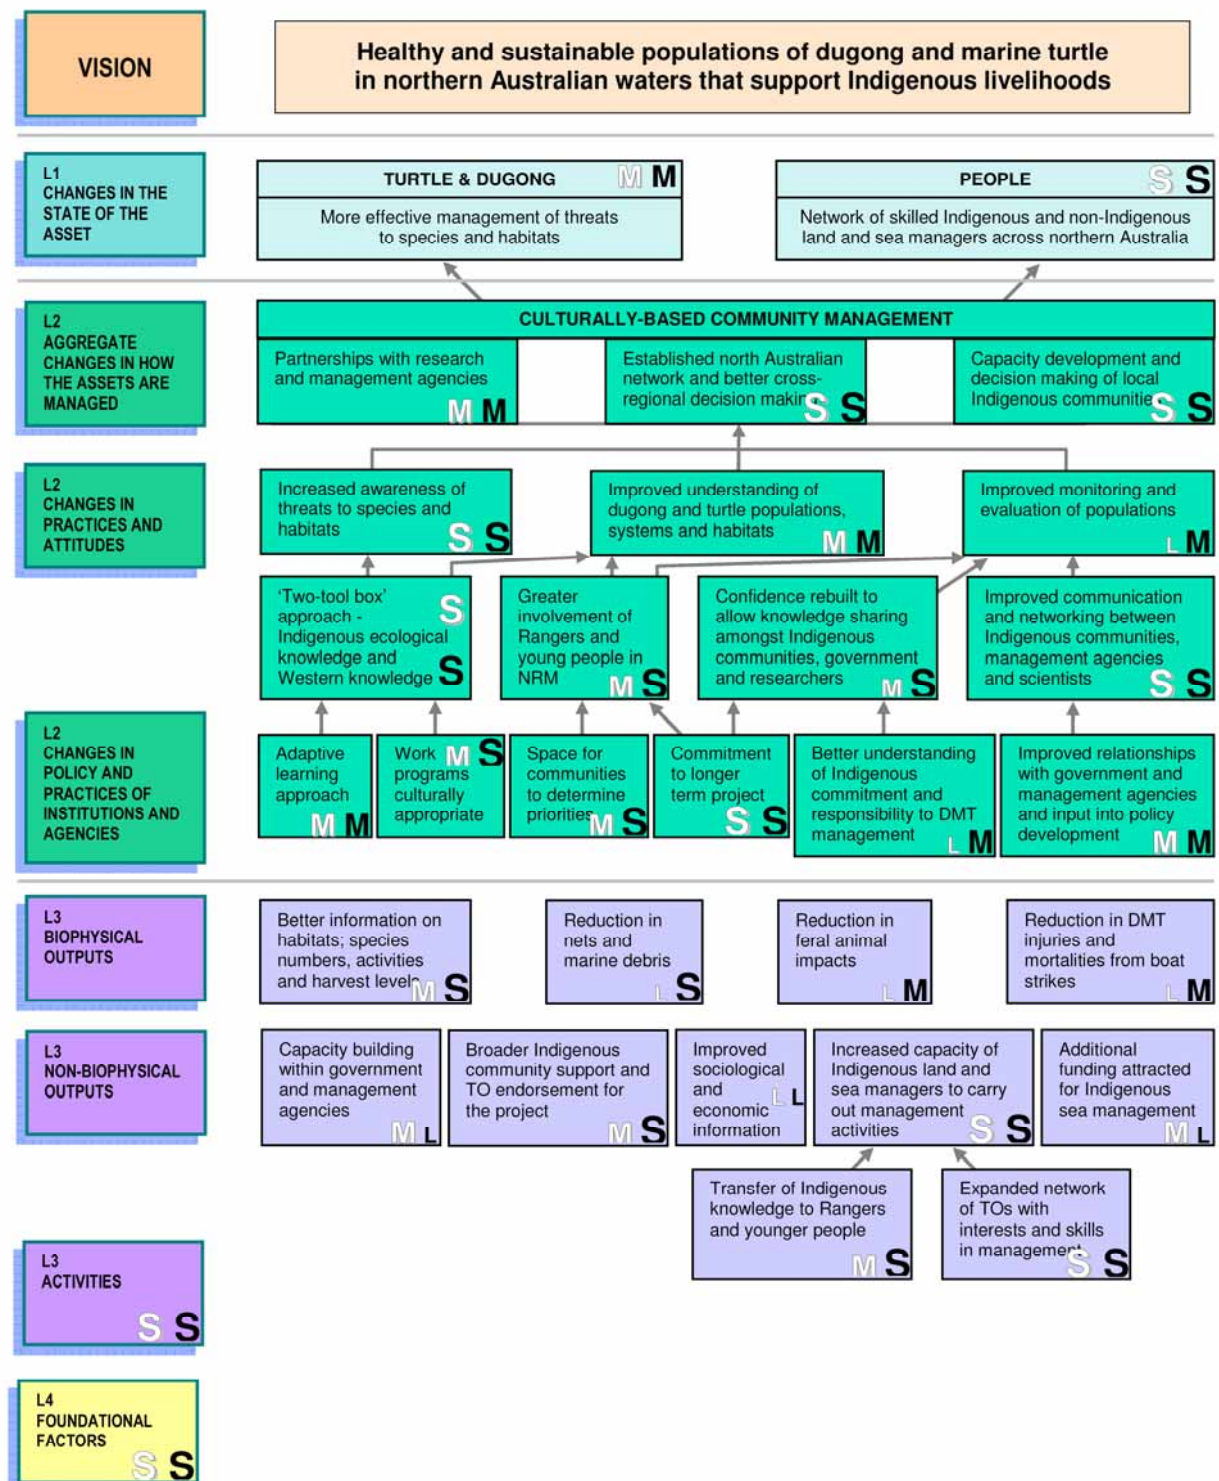 VISION
Healthy and sustainable populations of dugong and marine turtle
in northern Australian waters that support Indigenous livelihoods
L1
CHANGES IN THE
STATE OF THE
ASSET
TURTLE & DUGONG M M
More effective management of threats
to species and habitats
PEOPLE S S
Network of skilled Indigenous and non-Indigenous
land and sea managers across northern Australia
L2
AGGREGATE
CHANGES IN HOW
THE ASSETS ARE
MANAGED
CULTURALLY-BASED COMMUNITY MANAGEMENT
Partnerships with research
and management agencies
M M
Established north Australian
network and better cross-
regional decision making
S S
Capacity development and
decision making of local
Indigenous communities
S S
L2
CHANGES IN
PRACTICES AND
ATTITUDES
Increased awareness of
threats to species and
habitats
S S
Improved understanding of
dugong and turtle populations,
systems and habitats
M M
Improved monitoring and
evaluation of populations
L M
'Two-tool box'
approach -
Indigenous ecological
knowledge and
Western knowledge
S S
Greater
involvement of
Rangers and
young people in
NRM
M S
Confidence rebuilt to
allow knowledge sharing
amongst Indigenous
communities, government
and researchers
M S
Improved communication
and networking between
Indigenous communities,
management agencies
and scientists
S S
L2
CHANGES IN
POLICY AND
PRACTICES OF
INSTITUTIONS AND
AGENCIES
Adaptive
learning
approach
M M
Work M S
programs
culturally
appropriate
Space for
communities
to determine
priorities
M S
Commitment
to longer
term project
S S
Better understanding
of Indigenous
commitment and
responsibility to DMT
management
L M
Improved relationships
with government and
management agencies
and input into policy
development
M M
L3
BIOPHYSICAL
OUTPUTS
Better information on
habitats; species
numbers, activities
and harvest levels
M S
Reduction in
nets and
marine debris
L S
Reduction in
feral animal
impacts
L M
Reduction in DMT
injuries and
mortalities from boat
strikes
L M
L3
NON-BIOPHYSICAL
OUTPUTS
Capacity building
within government
and management
agencies
M L
Broader Indigenous
community support and
TO endorsement for
the project
M S
Improved
sociological
and
economic
information
L L
Increased capacity of
Indigenous land and
sea managers to carry
out management
activities
S S
Additional
funding attracted
for Indigenous
sea management
M L
Transfer of Indigenous
knowledge to Rangers
and younger people
M S
Expanded network
of TOs with
interests and skills
in management
S S
L3
ACTIVITIES
S S
L4
FOUNDATIONAL
FACTORS
S S